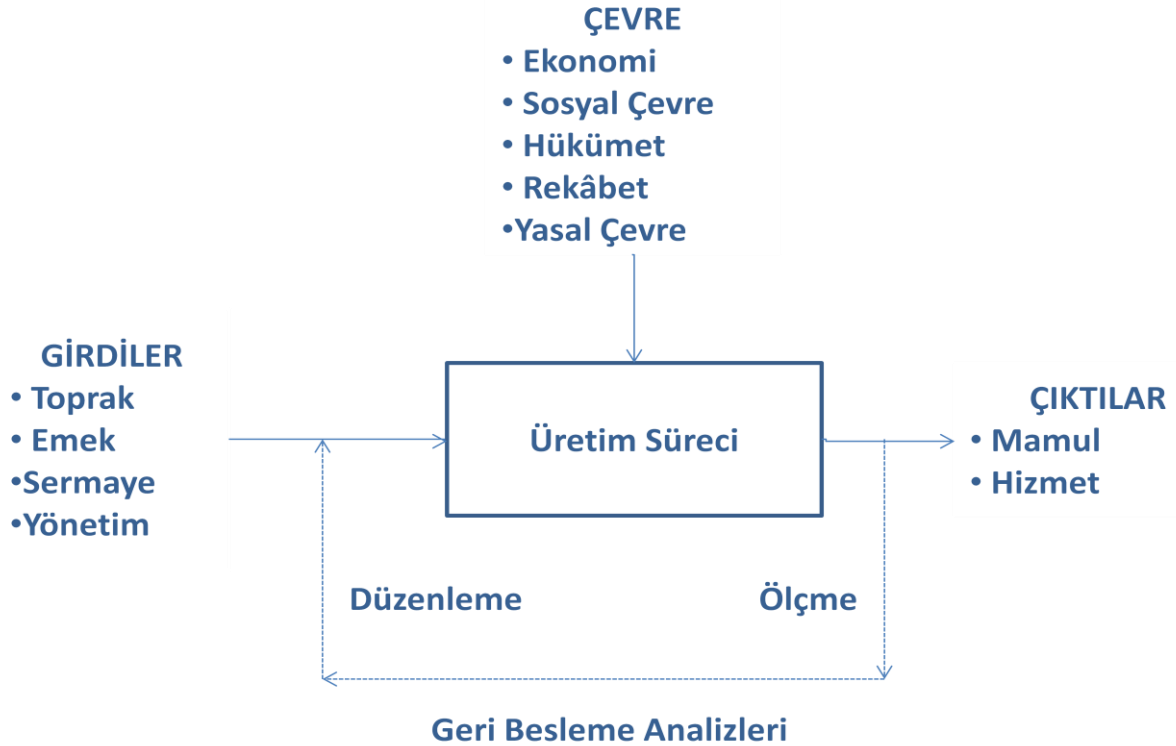 ÇEVRE
• Ekonomi
• Sosyal Çevre
• Hükümet
• Rekâbet
•Yasal Çevre
GİRDİLER
• Toprak
• Emek
•Sermaye
•Yönetim
Üretim Süreci
ÇIKTILAR
• Mamul
• Hizmet
Düzenleme
Ölçme
Geri Besleme Analizleri